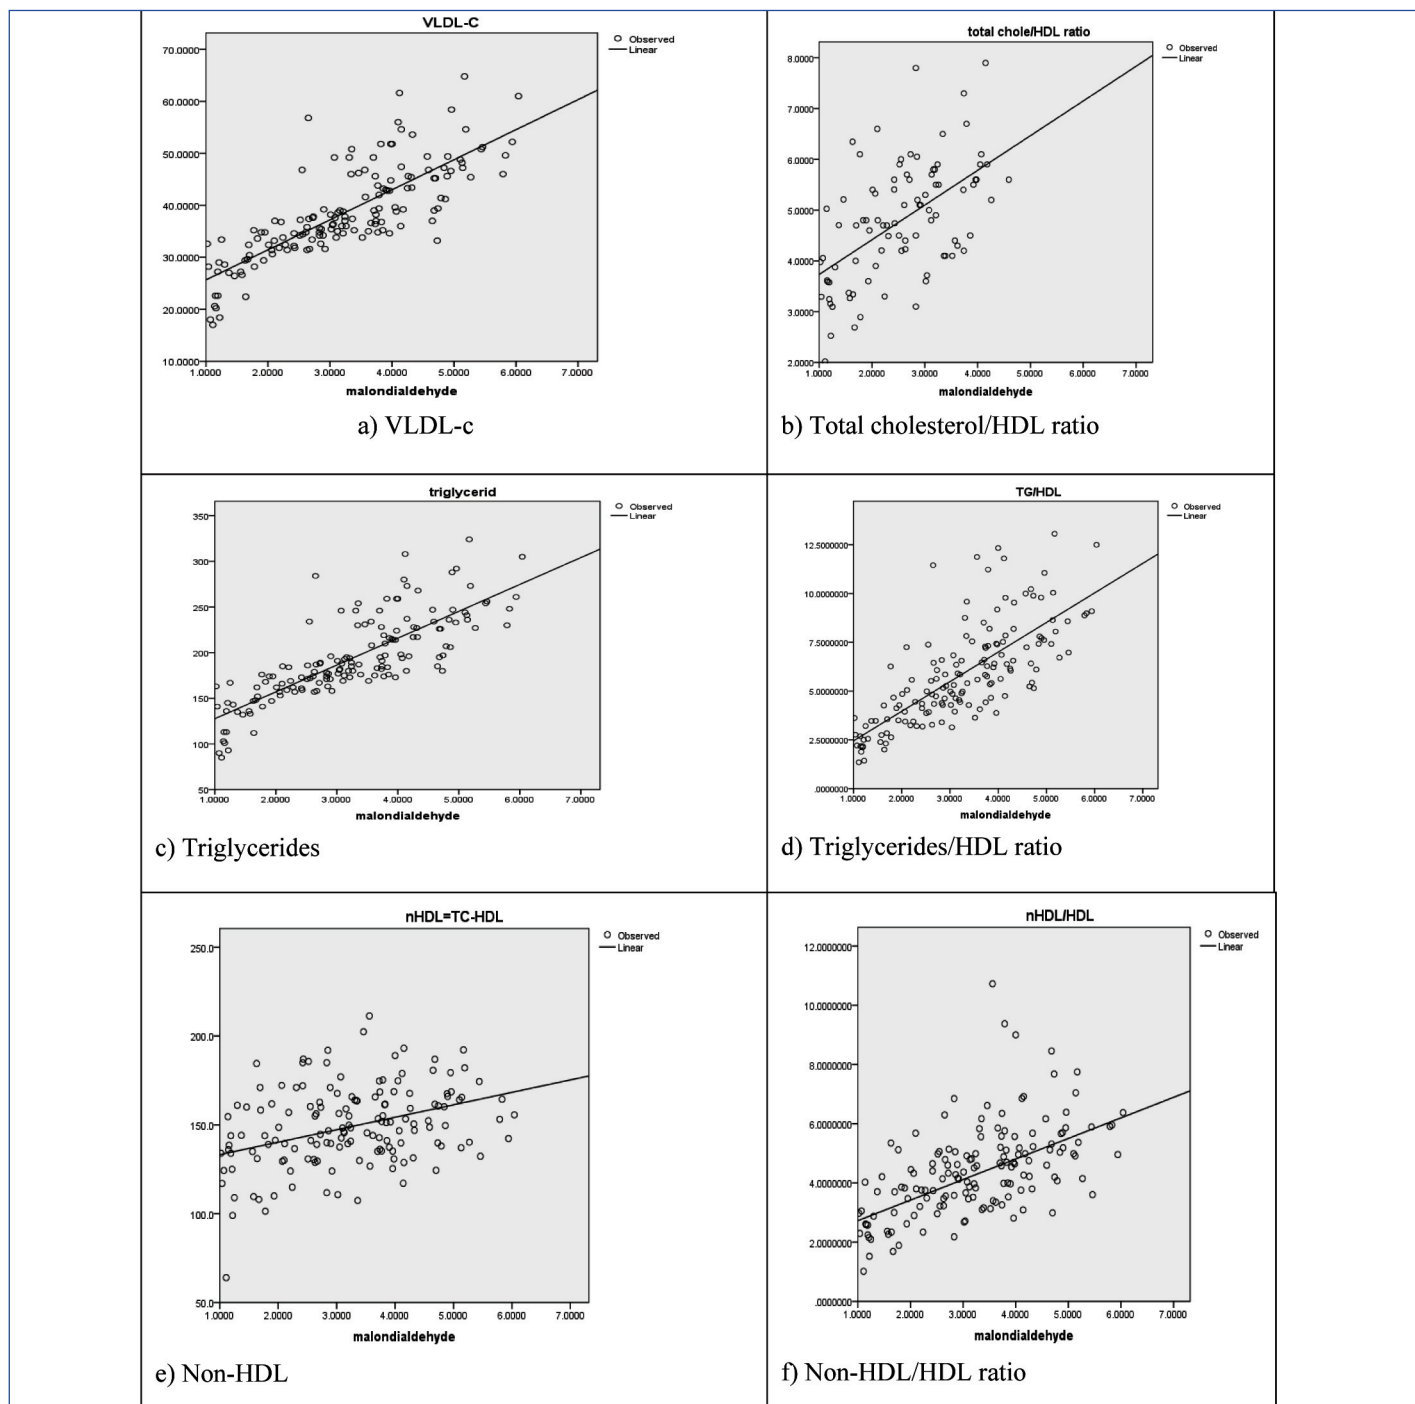 VLDL-C
Observed
Linear
70.0000
60.0000
50.0000
40.0000
30.0000
20.0000
10.0000
1.0000 2.0000 3.0000 4.0000 5.0000 6.0000 7.0000
malondialdehyde
a) VLDL-c
total chole/HDL ratio
Observed
Linear
8.0000
7.0000
6.0000
5.0000
4.0000
3.0000
2.0000
1.0000 2.0000 3.0000 4.0000 5.0000 6.0000 7.0000
malondialdehyde
b) Total cholesterol/HDL ratio
triglycerid
Observed
Linear
350
300
250
200
150
100
50
1.0000 2.0000 3.0000 4.0000 5.0000 6.0000 7.0000
malondialdehyde
c) Triglycerides
TG/HDL
Observed
Linear
12.5000000
10.0000000
7.5000000
5.0000000
2.5000000
.0000000
1.0000 2.0000 3.0000 4.0000 5.0000 6.0000 7.0000
malondialdehyde
d) Triglycerides/HDL ratio
nHDL=TC-HDL
Observed
Linear
250.0
200.0
150.0
100.0
50.0
1.0000 2.0000 3.0000 4.0000 5.0000 6.0000 7.0000
malondialdehyde
e) Non-HDL
nHDL/HDL
Observed
Linear
12.0000000
10.0000000
8.0000000
6.0000000
4.0000000
2.0000000
.0000000
1.0000 2.0000 3.0000 4.0000 5.0000 6.0000 7.0000
malondialdehyde
f) Non-HDL/HDL ratio